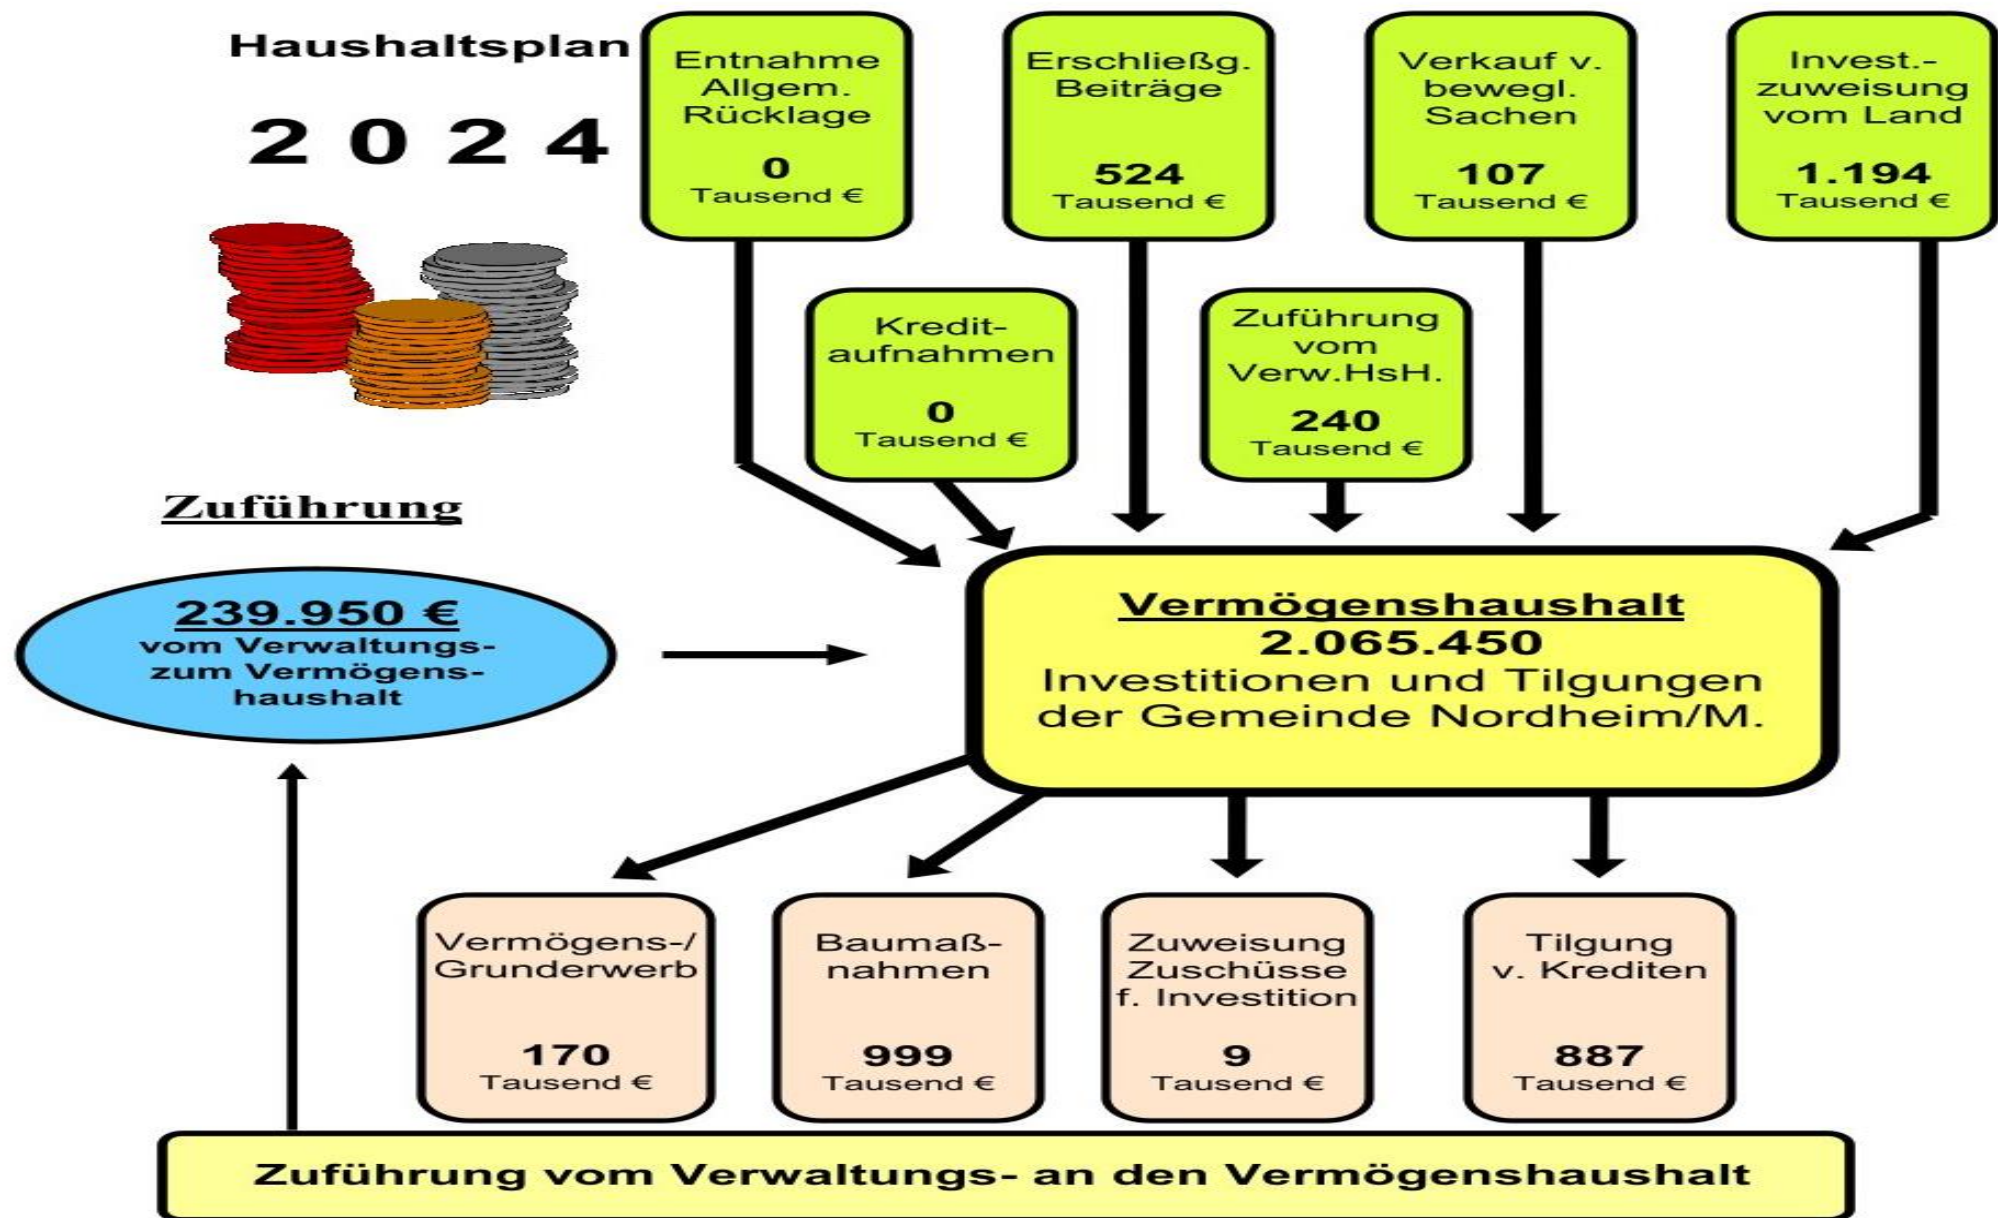 Haushaltsplan
2 0 2 4
Entnahme
Allgem.
Rücklage
0
Tausend €
Erschließg.
Beiträge
524
Tausend €
Verkauf v.
bewegl.
Sachen
107
Tausend €
Invest.-
zuweisung
vom Land
1.194
Tausend €
Kredit-
aufnahmen
0
Tausend €
Zuführung
vom
Verw.HsH.
240
Tausend €
Zuführung
239.950 €
vom Verwaltungs-
zum Vermögens-
haushalt
Vermögenshaushalt
2.065.450
Investitionen und Tilgungen
der Gemeinde Nordheim/M.
Vermögens-/
Grunderwerb
170
Tausend €
Baumaß-
nahmen
999
Tausend €
Zuweisung
Zuschüsse
f. Investition
9
Tausend €
Tilgung
v. Krediten
887
Tausend €
Zuführung vom Verwaltungs- an den Vermögenshaushalt